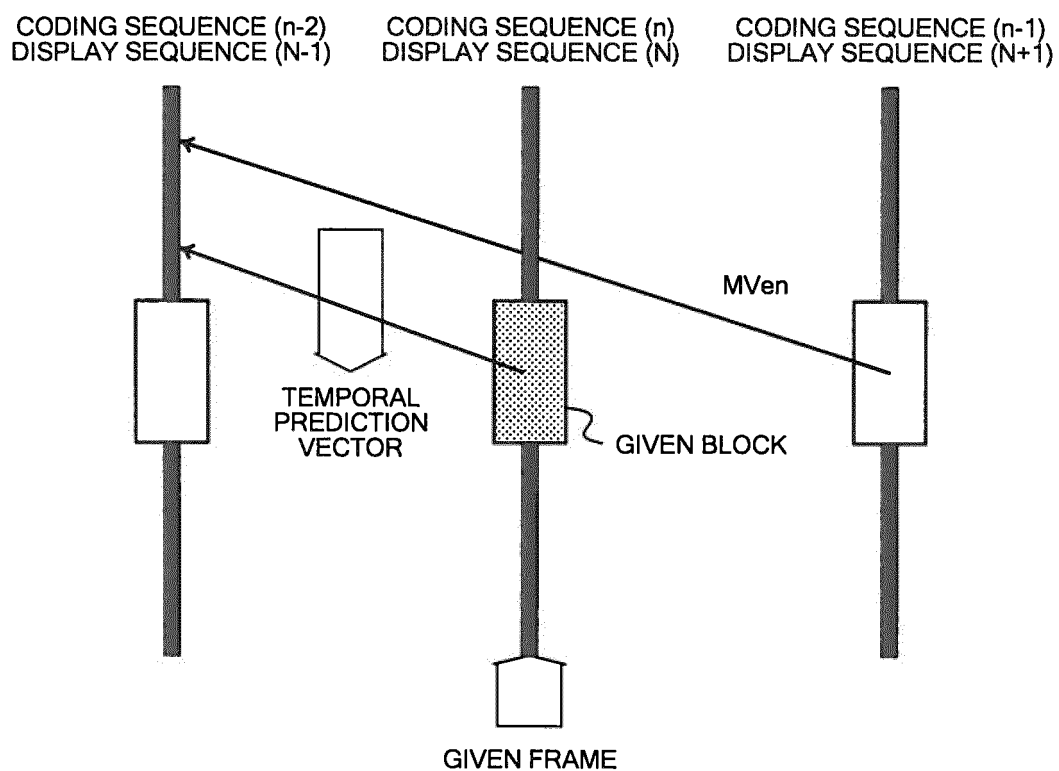 CODING SEQUENCE (n-2)
DISPLAY SEQUENCE (N-1)
CODING SEQUENCE (n)
DISPLAY SEQUENCE (N)
CODING SEQUENCE (n-1)
DISPLAY SEQUENCE (N+1)
MVen
TEMPORAL
PREDICTION
VECTOR
GIVEN BLOCK
GIVEN FRAME